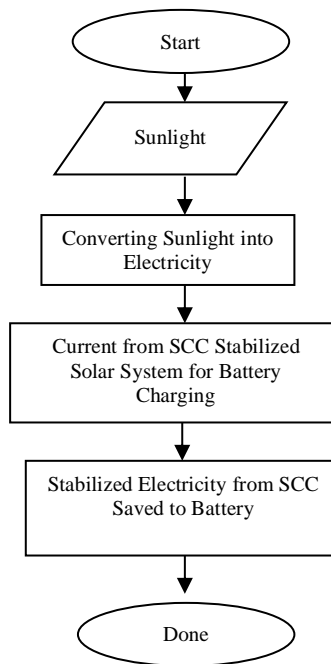 Start
Sunlight
Converting Sunlight into
Electricity
Current from SCC Stabilized
Solar System for Battery
Charging
Stabilized Electricity from SCC
Saved to Battery
Done